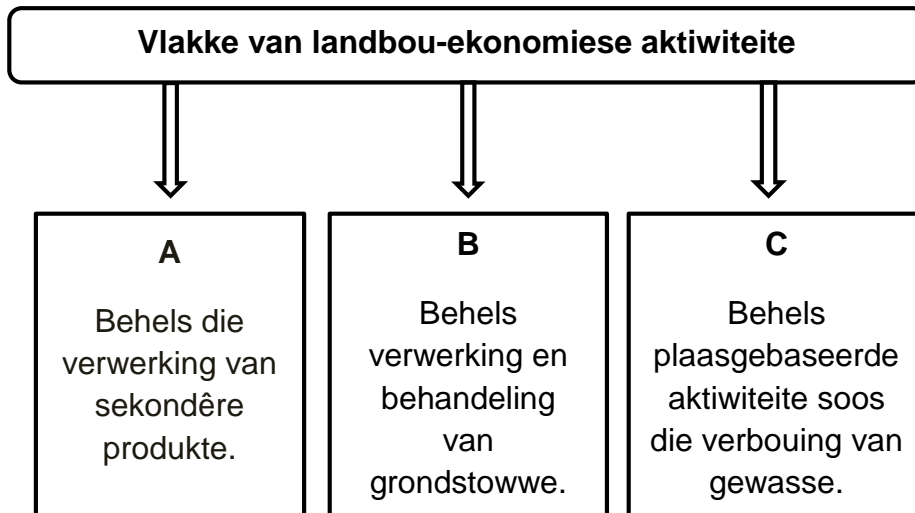 Vlakke van landbou-ekonomiese aktiwiteite
A
Behels die
verwerking van
sekondêre
produkte.
B
Behels
verwerking en
behandeling
van
grondstowwe.
C
Behels
plaasgebaseerde
aktiwiteite soos
die verbouing van
gewasse.